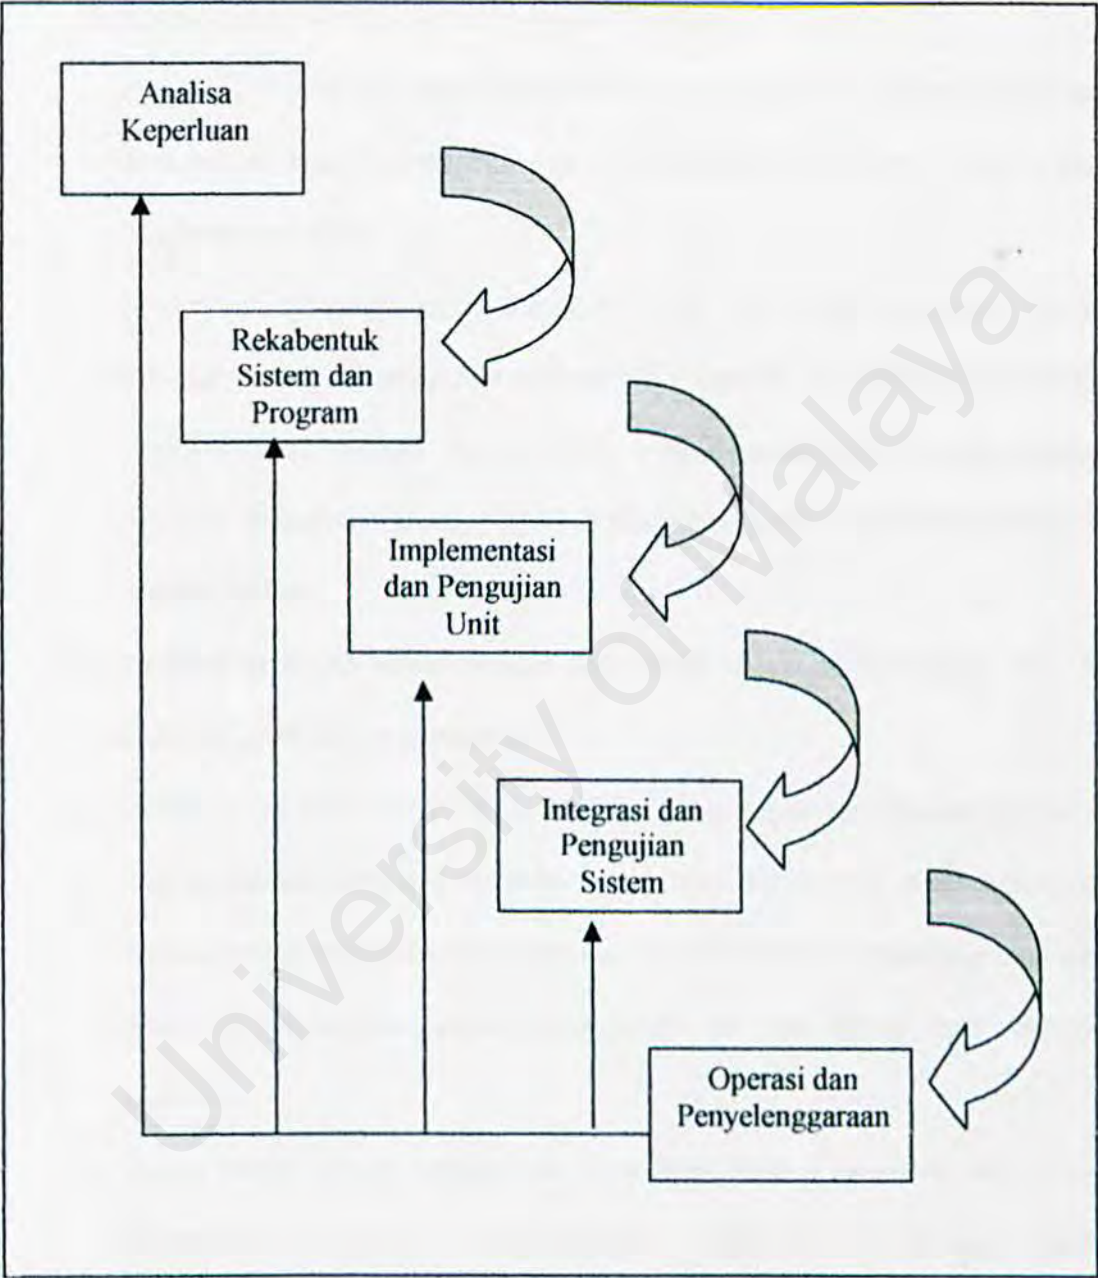 Analisa
Keperluan
Rekabentuk
Sistem dan
Program
Implementasi
dan Pengujian
Unit
Integrasi dan
Pengujian
Sistem
Operasi dan
Penyelenggaraan
University of Malaya